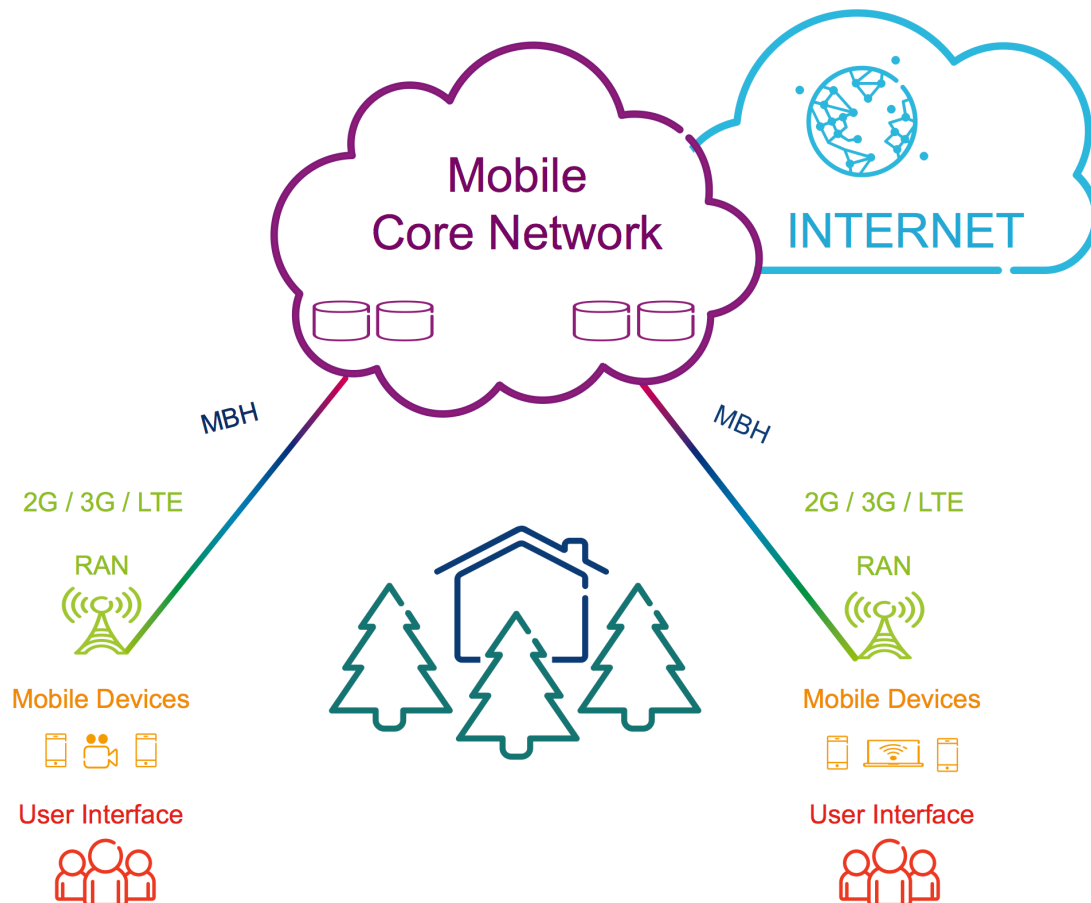 Mobile
Core Network
INTERNET
MBH
MBH
2G / 3G / LTE
2G / 3G / LTE
RAN
RAN
Mobile Devices
Mobile Devices
User Interface
User Interface